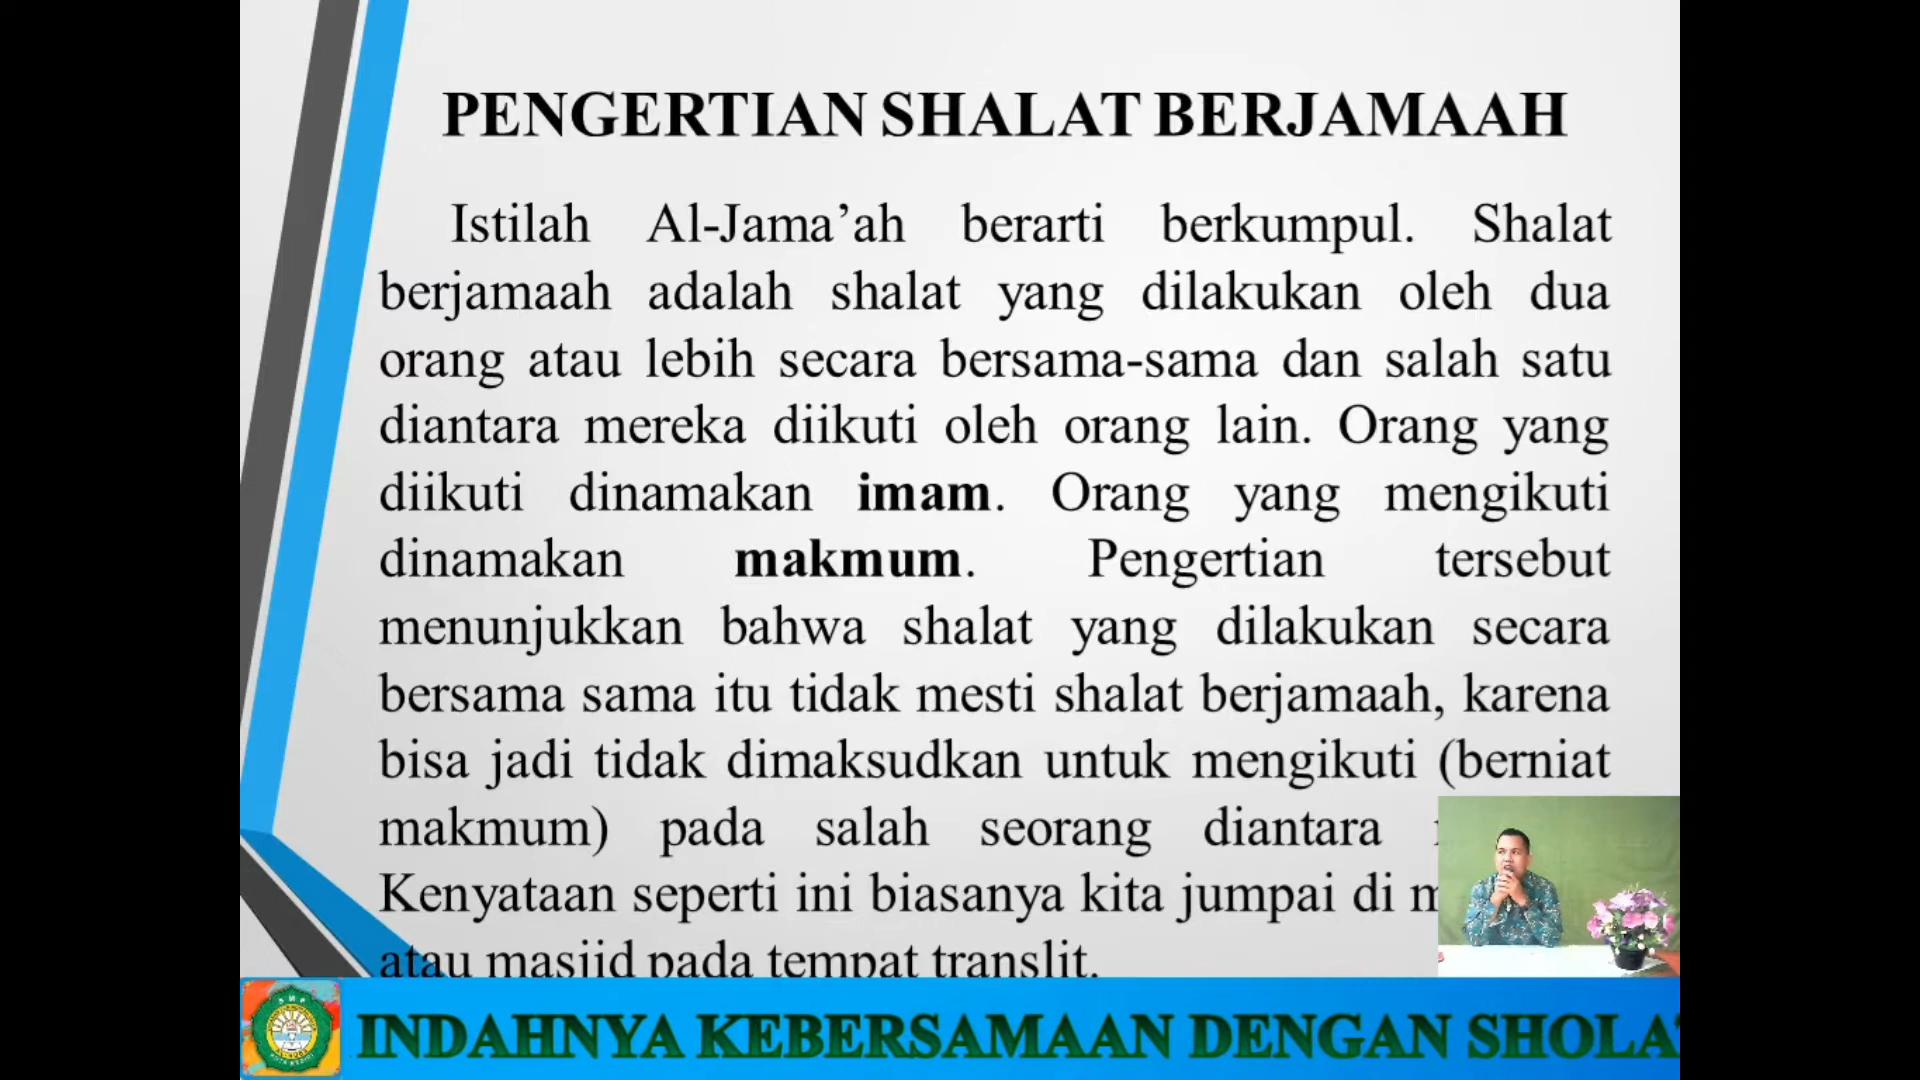 PENGERTIAN SHALAT BERJAMAAH
Istilah Al-Jama’ah berarti berkumpul. Shalat
berjamaah adalah shalat yang dilakukan oleh dua
orang atau lebih secara bersama-sama dan salah satu
diantara mereka diikuti oleh orang lain. Orang yang
diikuti dinamakan imam. Orang yang mengikuti
dinamakan makmum. Pengertian tersebut
menunjukkan bahwa shalat yang dilakukan secara
bersama sama itu tidak mesti shalat berjamaah, karena
bisa jadi tidak dimaksudkan untuk mengikuti (berniat
makmum) pada salah seorang diantara
Kenyataan seperti ini biasanya kita jumpai di
atau masjid pada tempat translit.
INDAHNYA KEBERSAMAAN DENGAN SHOLA